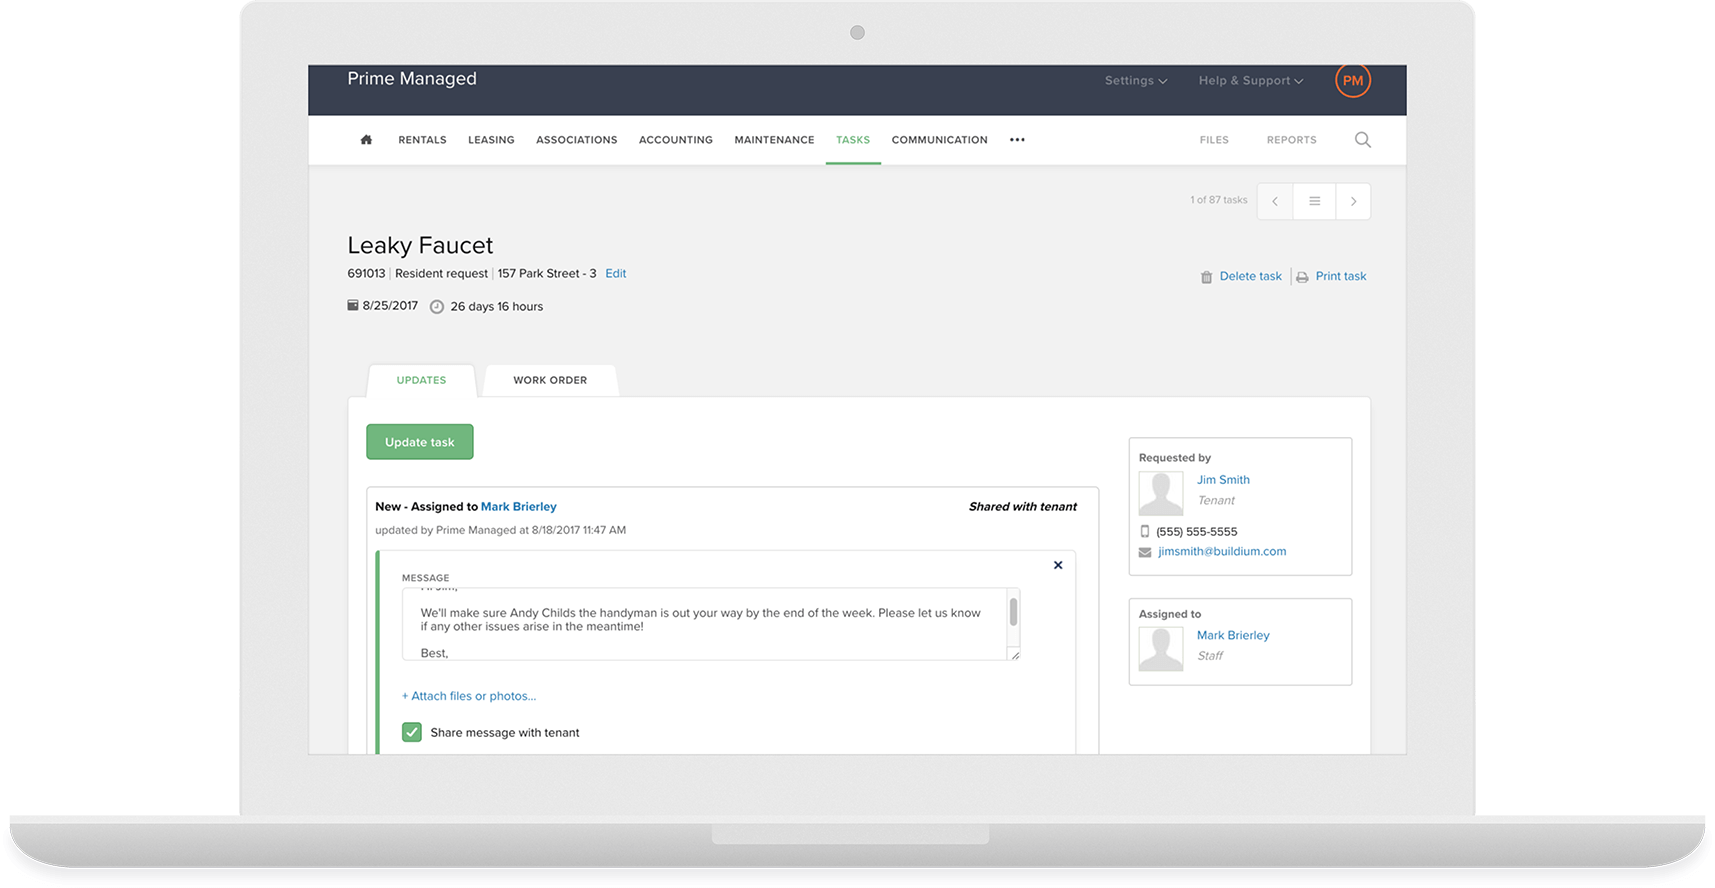 Prime Managed
Settings
Help & Support
PM
RENTALS
LEASING
ASSOCIATIONS
ACCOUNTING
MAINTENANCE
TASKS
COMMUNICATION
•••
FILES
REPORTS
1 of 87 tasks
Leaky Faucet
691013 | Resident request | 157 Park Street - 3 Edit
Delete task
Print task
8/25/2017
26 days 16 hours
UPDATES
WORK ORDER
Update task
New - Assigned to Mark Brierley
Shared with tenant
updated by Prime Managed at 8/18/2017 11:47 AM
MESSAGE
We'll make sure Andy Childs the handyman is out your way by the end of the week. Please let us know
if any other issues arise in the meantime!
Best,
+ Attach files or photos...
Share message with tenant
Requested by
Jim Smith
Tenant
(555) 555-5555
jimsmith@buildium.com
Assigned to
Mark Brierley
Staff